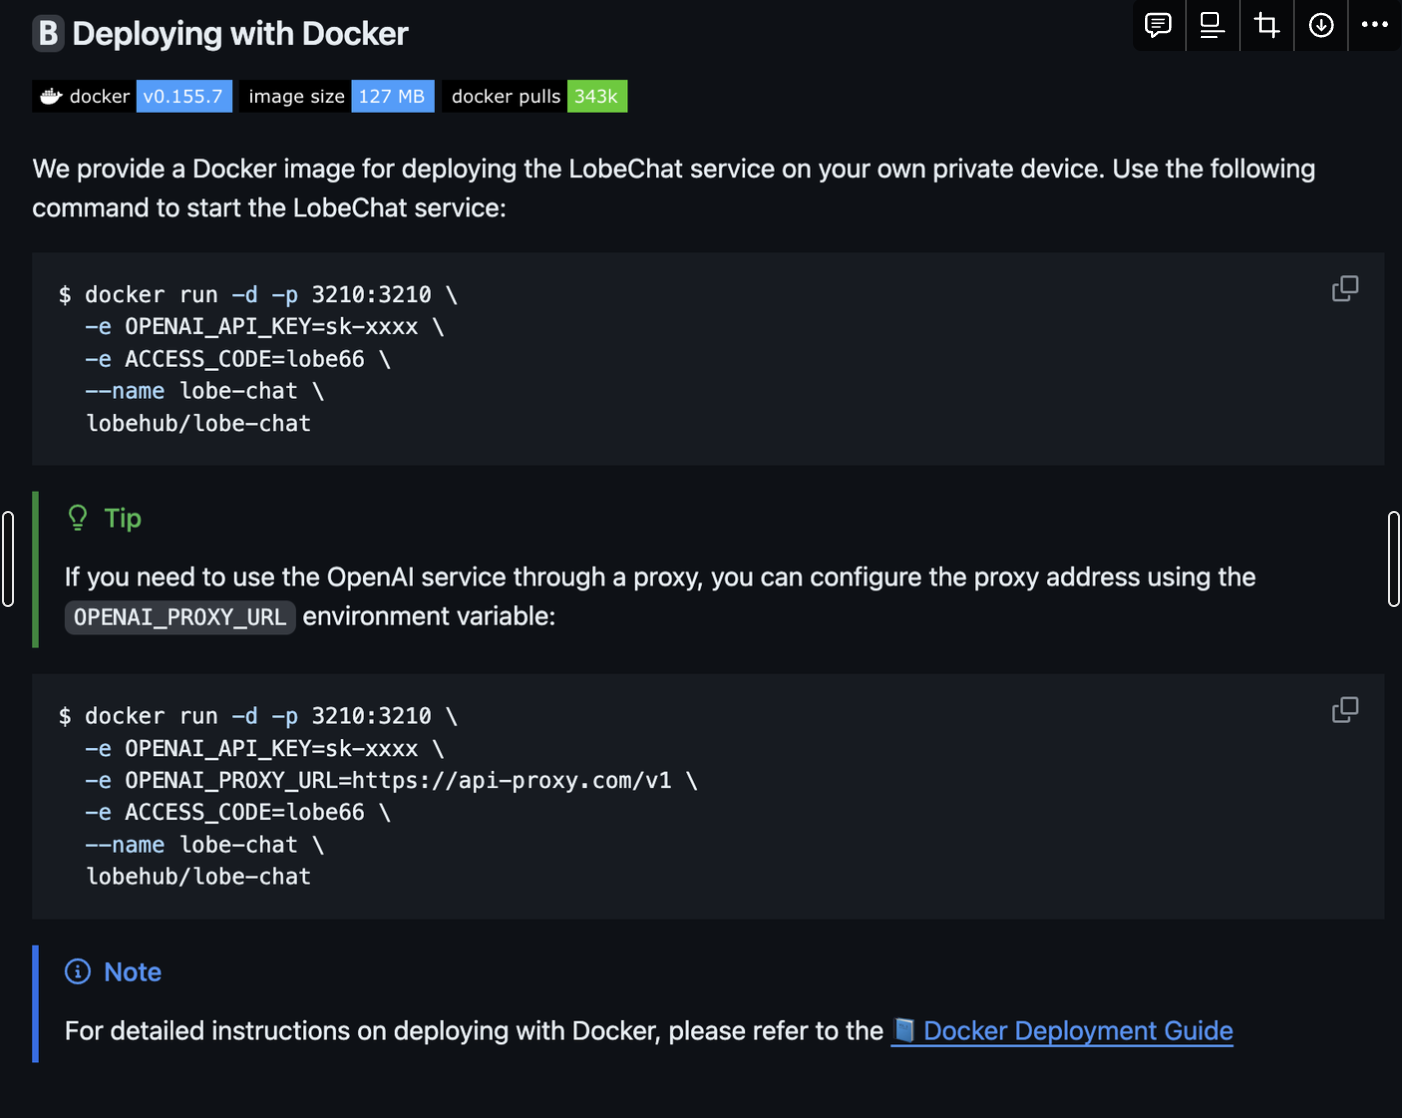 B Deploying with Docker
docker v0.155.7 image size 127 MB docker pulls 343k
We provide a Docker image for deploying the LobeChat service on your own private device. Use the following
command to start the LobeChat service:
$ docker run -d -p 3210:3210 \
-e OPENAI_API_KEY=sk-xxxx \
-e ACCESS_CODE=lobe66 \
--name lobe-chat \
lobehub/lobe-chat
Tip
If you need to use the OpenAI service through a proxy, you can configure the proxy address using the
OPENAI_PROXY_URL environment variable:
$ docker run -d -p 3210:3210 \
-e OPENAI_API_KEY=sk-xxxx \
-e OPENAI_PROXY_URL=https://api-proxy.com/v1 \
-e ACCESS_CODE=lobe66 \
--name lobe-chat \
lobehub/lobe-chat
Note
For detailed instructions on deploying with Docker, please refer to the 📘 Docker Deployment Guide